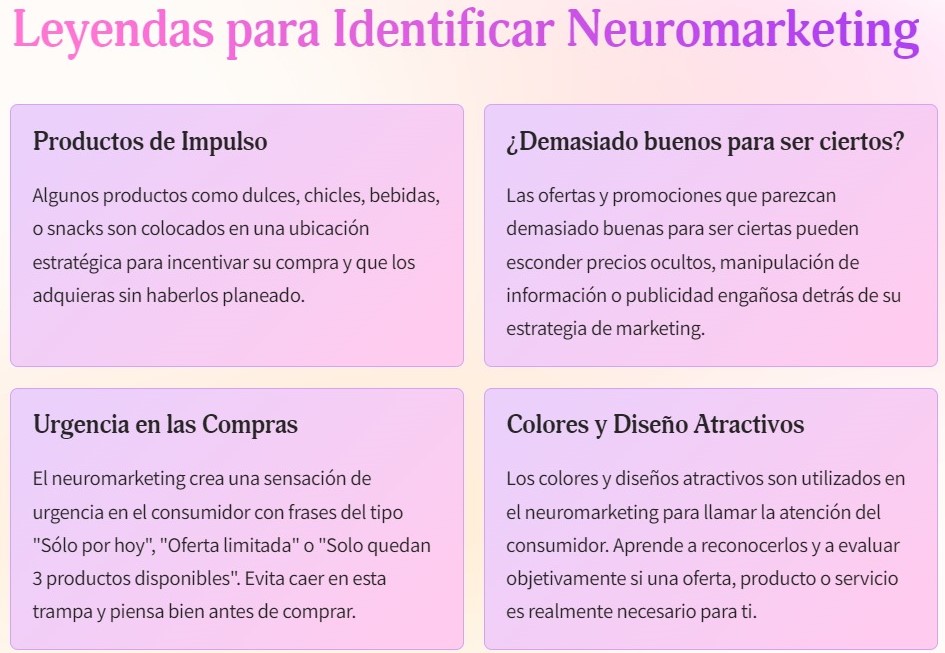 Leyendas para Identificar Neuromarketing
Productos de Impulso
Algunos productos como dulces, chicles, bebidas,
o snacks son colocados en una ubicación
estratégica para incentivar su compra y que los
adquieras sin haberlos planeado.
¿Demasiado buenos para ser ciertos?
Las ofertas y promociones que parezcan
demasiado buenas para ser ciertas pueden
esconder precios ocultos, manipulación de
información o publicidad engañosa detrás de su
estrategia de marketing.
Urgencia en las Compras
El neuromarketing crea una sensación de
urgencia en el consumidor con frases del tipo
"Sólo por hoy", "Oferta limitada" o "Solo quedan
3 productos disponibles". Evita caer en esta
trampa y piensa bien antes de comprar.
Colores y Diseño Atractivos
Los colores y diseños atractivos son utilizados en
el neuromarketing para llamar la atención del
consumidor. Aprende a reconocerlos y a evaluar
objetivamente si una oferta, producto o servicio
es realmente necesario para ti.